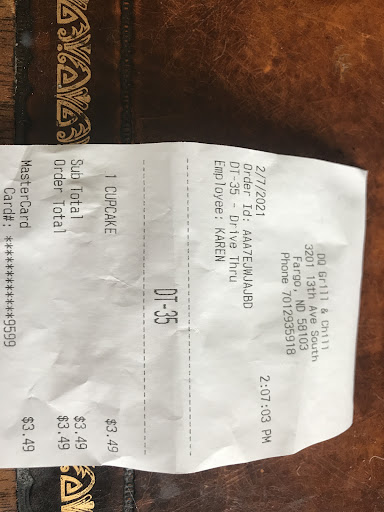 DQ Grill & Chill
3201 13th Ave South
Fargo, ND 58103
Phone 7012935918
2/7/2021 2:07:03 PM
Order Id: AAA7EJWJAJBD
DT-35 - Drive Thru
Employee: KAREN
DT-35
1 CUPCAKE $3.49
Sub Total $3.49
Order Total $3.49
MasterCard $3.49
Card#: ************9599